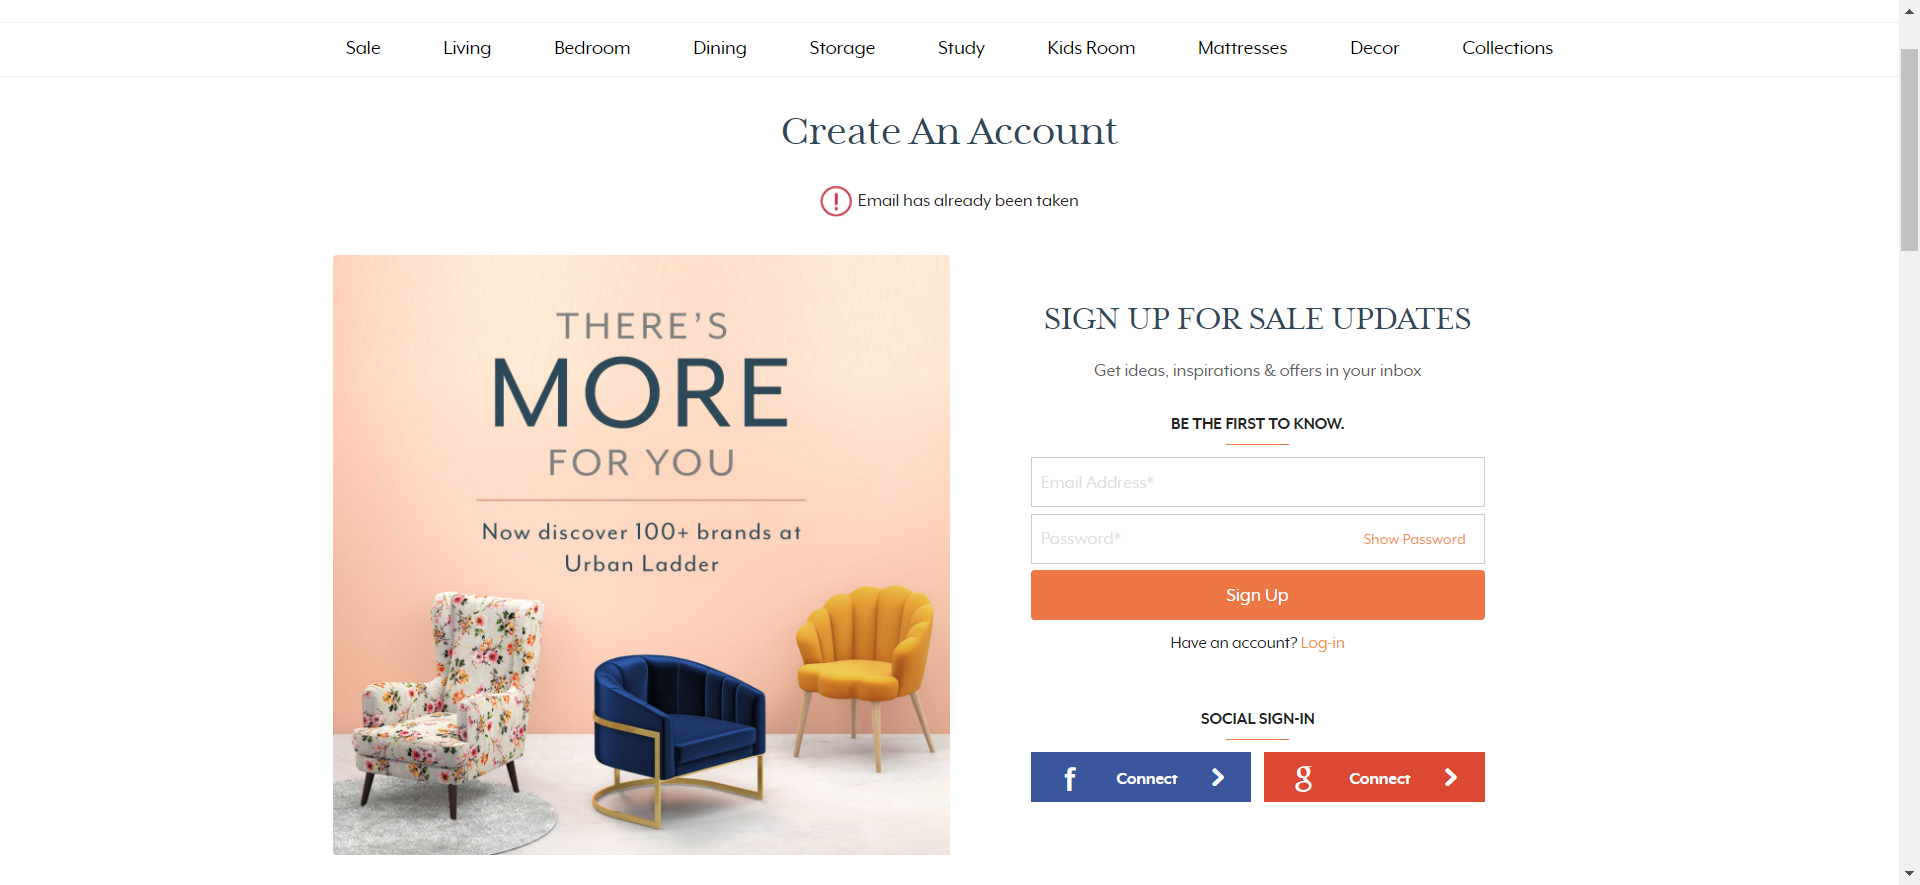 Sale Living Bedroom Dining Storage Study Kids Room Mattresses Decor Collections
Create An Account
Email has already been taken
THERE'S
MORE
FOR YOU
Now discover 100+ brands at
Urban Ladder
SIGN UP FOR SALE UPDATES
Get ideas, inspirations & offers in your inbox
BE THE FIRST TO KNOW.
Email Address*
Password* Show Password
Sign Up
Have an account? Log-in
SOCIAL SIGN-IN
f Connect
g Connect